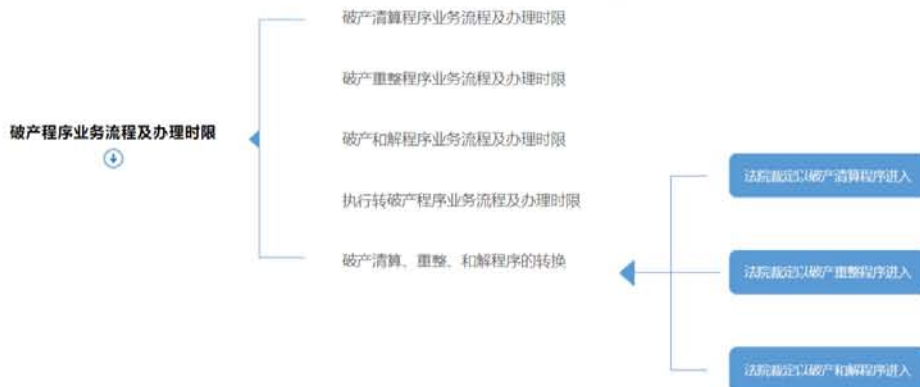 破产清算程序业务流程及办理时限
破产重整程序业务流程及办理时限
破产程序业务流程及办理时限
破产和解程序业务流程及办理时限
执行转破产程序业务流程及办理时限
破产清算、重整、和解程序的转换
法院裁定以破产清算程序进入
法院裁定以破产重整程序进入
法院裁定以破产和解程序进入